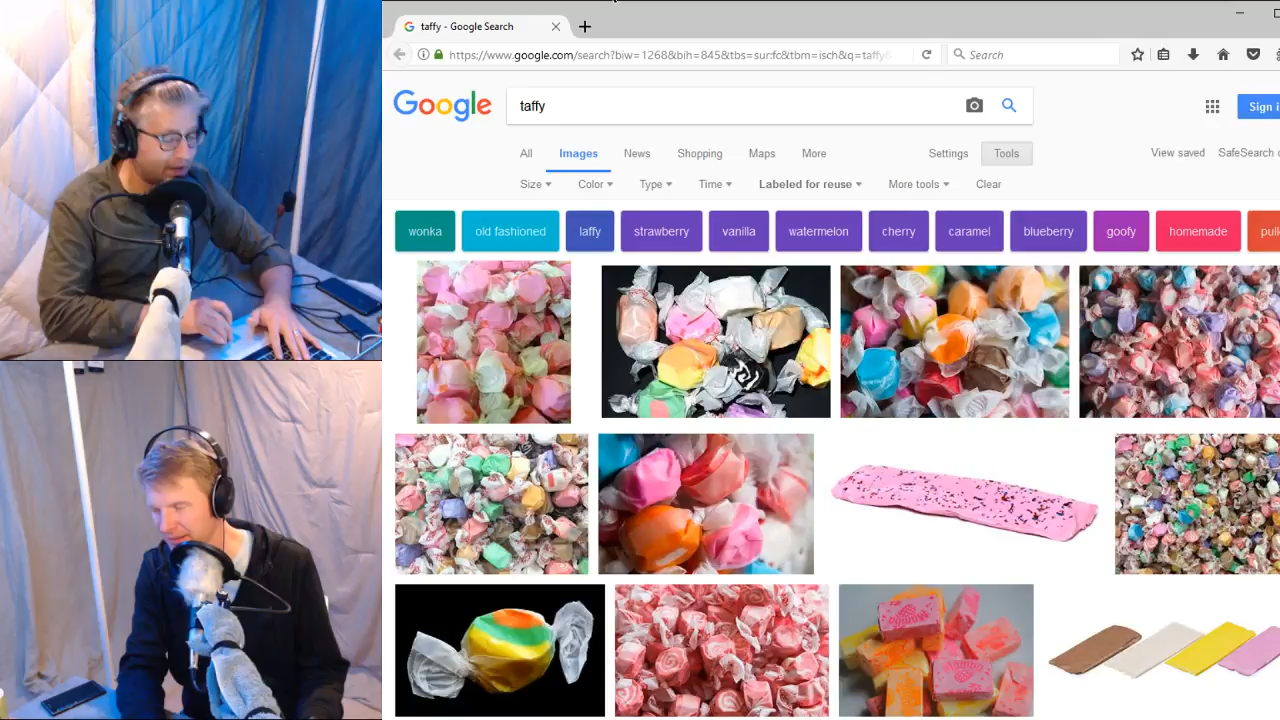 taffy - Google Search
https://www.google.com/search?biw=1268&bih=845&tbs=sur:fc&tbm=isch&q=taffy&
Search
Google
taffy
Sign i
All Images News Shopping Maps More Settings Tools
View saved SafeSearch
Size Color Type Time Labeled for reuse More tools Clear
wonka old fashioned laffy strawberry vanilla watermelon cherry caramel blueberry goofy homemade pull